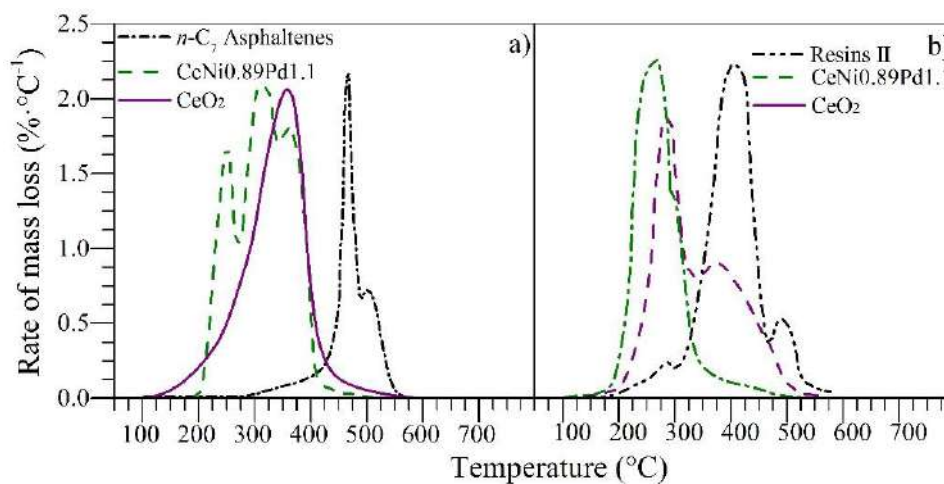 Rate of mass loss (%·°C⁻¹)
2.5
2.0
1.5
1.0
0.5
0.0
n-C₇ Asphaltenes
CeNi0.89Pd1.1
CeO₂
a)
Resins II
CeNi0.89Pd1.
CeO₂
b)
100 200 300 400 500 600 700
100 200 300 400 500 600 700
Temperature (°C)